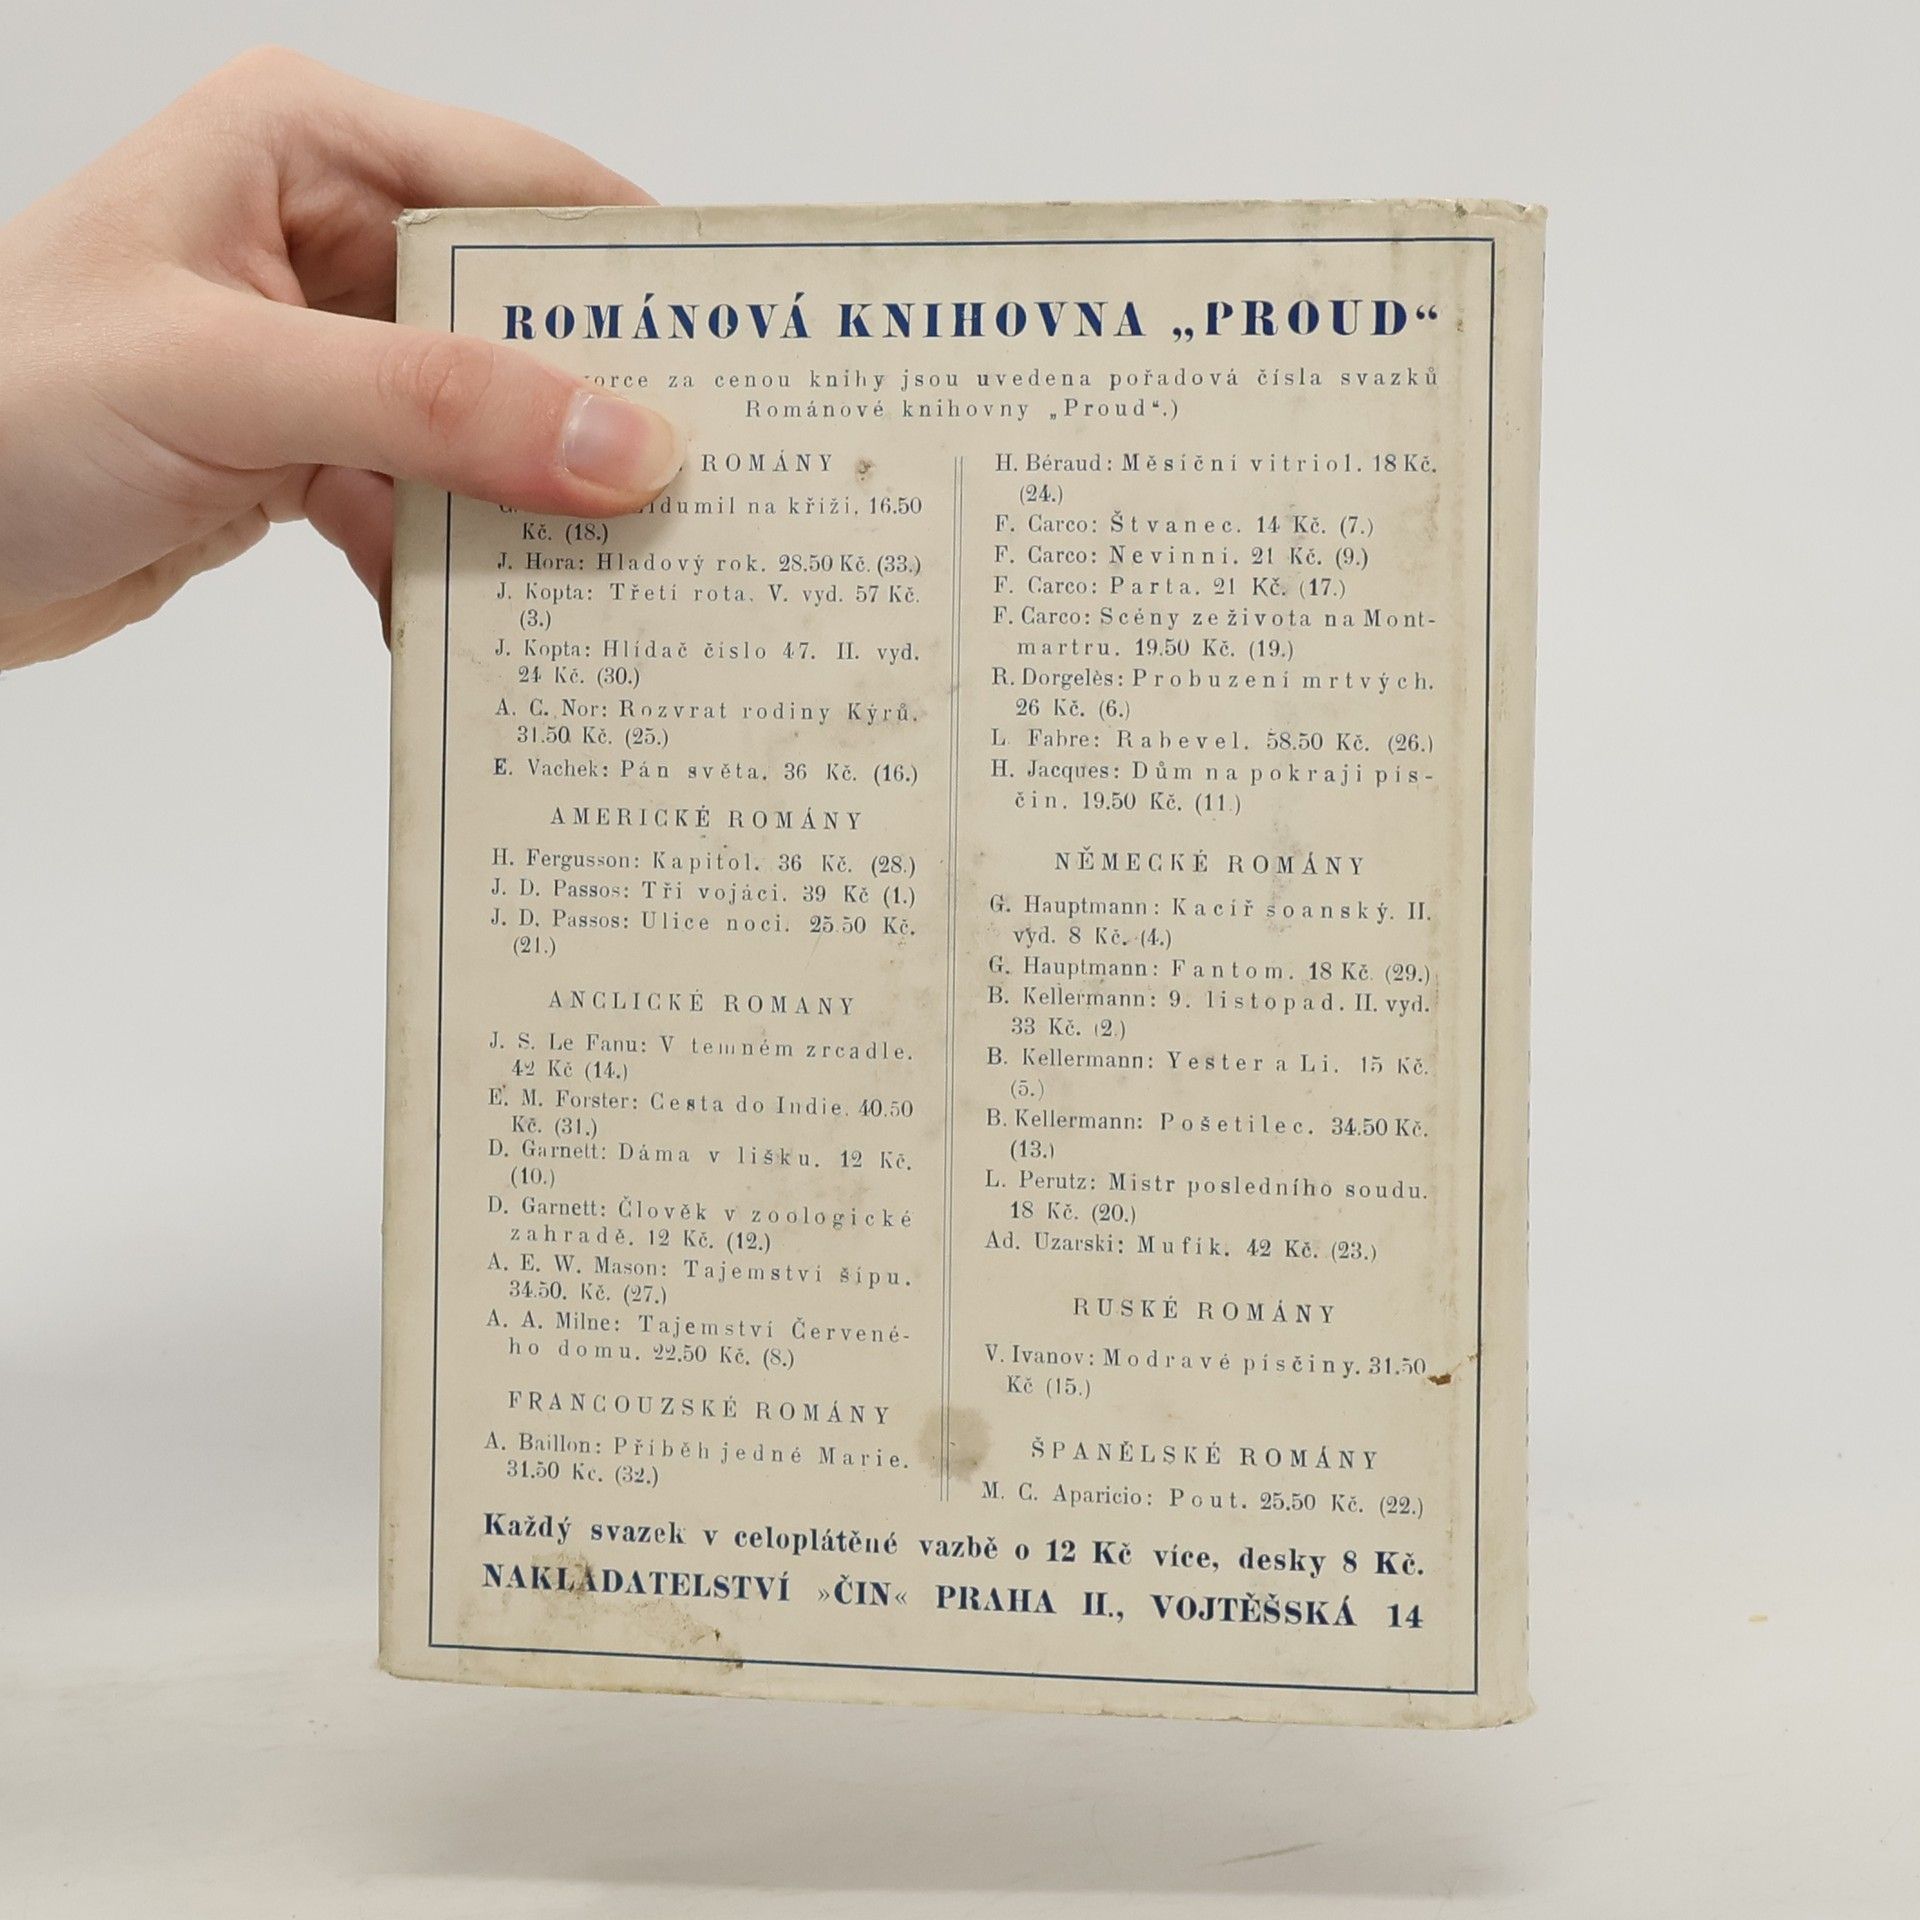 ROMÁNOVÁ KNIHOVNA „PROUD“
za cenou knihy jsou uvedena pořadová čísla svazků
Románové knihovny „Proud“.)
ROMÁNY
na kříži. 16.50
Kč. (18.)
J. Hora: Hladový rok. 28.50 Kč. (33.)
J. Kopta: Třetí rota. V. vyd. 57 Kč.
(3.)
J. Kopta: Hlídač číslo 47. II. vyd.
24 Kč. (30.)
A. C. Nor: Rozvrat rodiny Kýrů.
31.50 Kč. (25.)
E. Vachek: Pán světa. 36 Kč. (16.)
AMERICKÉ ROMÁNY
H. Fergusson: Kapitol. 36 Kč. (28.)
J. D. Passos: Tři vojáci. 39 Kč (1.)
J. D. Passos: Ulice noci. 25.50 Kč.
(21.)
ANGLICKÉ ROMANY
J. S. Le Fanu: V temném zrcadle.
42 Kč (14.)
E. M. Forster: Cesta do Indie. 40.50
Kč. (31.)
D. Garnett: Dáma v lišku. 12 Kč.
(10.)
D. Garnett: Člověk v zoologické
zahradě. 12 Kč. (12.)
A. E. W. Mason: Tajemství šípu.
34.50. Kč. (27.)
A. A. Milne: Tajemství Červené-
ho domu. 22.50 Kč. (8.)
FRANCOUZSKÉ ROMÁNY
A. Baillon: Příběh jedné Marie.
31.50 Kč. (32.)
H. Béraud: Měsíční vitriol. 18 Kč.
(24.)
F. Carco: Štvanec. 14 Kč. (7.)
F. Carco: Nevinní. 21 Kč. (9.)
F. Carco: Parta. 21 Kč. (17.)
F. Carco: Scény ze života na Mont-
martru. 19.50 Kč. (19.)
R. Dorgelès: Probuzení mrtvých.
26 Kč. (6.)
L. Fabre: Rabevel. 58.50 Kč. (26.)
H. Jacques: Dům na pokraji pís-
čin. 19.50 Kč. (11.)
NĚMECKÉ ROMÁNY
G. Hauptmann: Kacíř soanský. II.
vyd. 8 Kč. (4.)
G. Hauptmann: Fantom. 18 Kč. (29.)
B. Kellermann: 9. listopad. II. vyd.
33 Kč. (2.)
B. Kellermann: Yester a Li. 15 Kč.
(5.)
B. Kellermann: Pošetilec. 34.50 Kč.
(13.)
L. Perutz: Mistr posledního soudu.
18 Kč. (20.)
Ad. Uzarski: Mufík. 42 Kč. (23.)
RUSKÉ ROMÁNY
V. Ivanov: Modravé písčiny. 31.50
Kč (15.)
ŠPANĚLSKÉ ROMÁNY
M. C. Aparicio: Pout. 25.50 Kč. (22.)
Každý svazek v celoplátěné vazbě o 12 Kč více, desky 8 Kč.
NAKLADATELSTVÍ »ČIN« PRAHA II., VOJTĚŠSKÁ 14